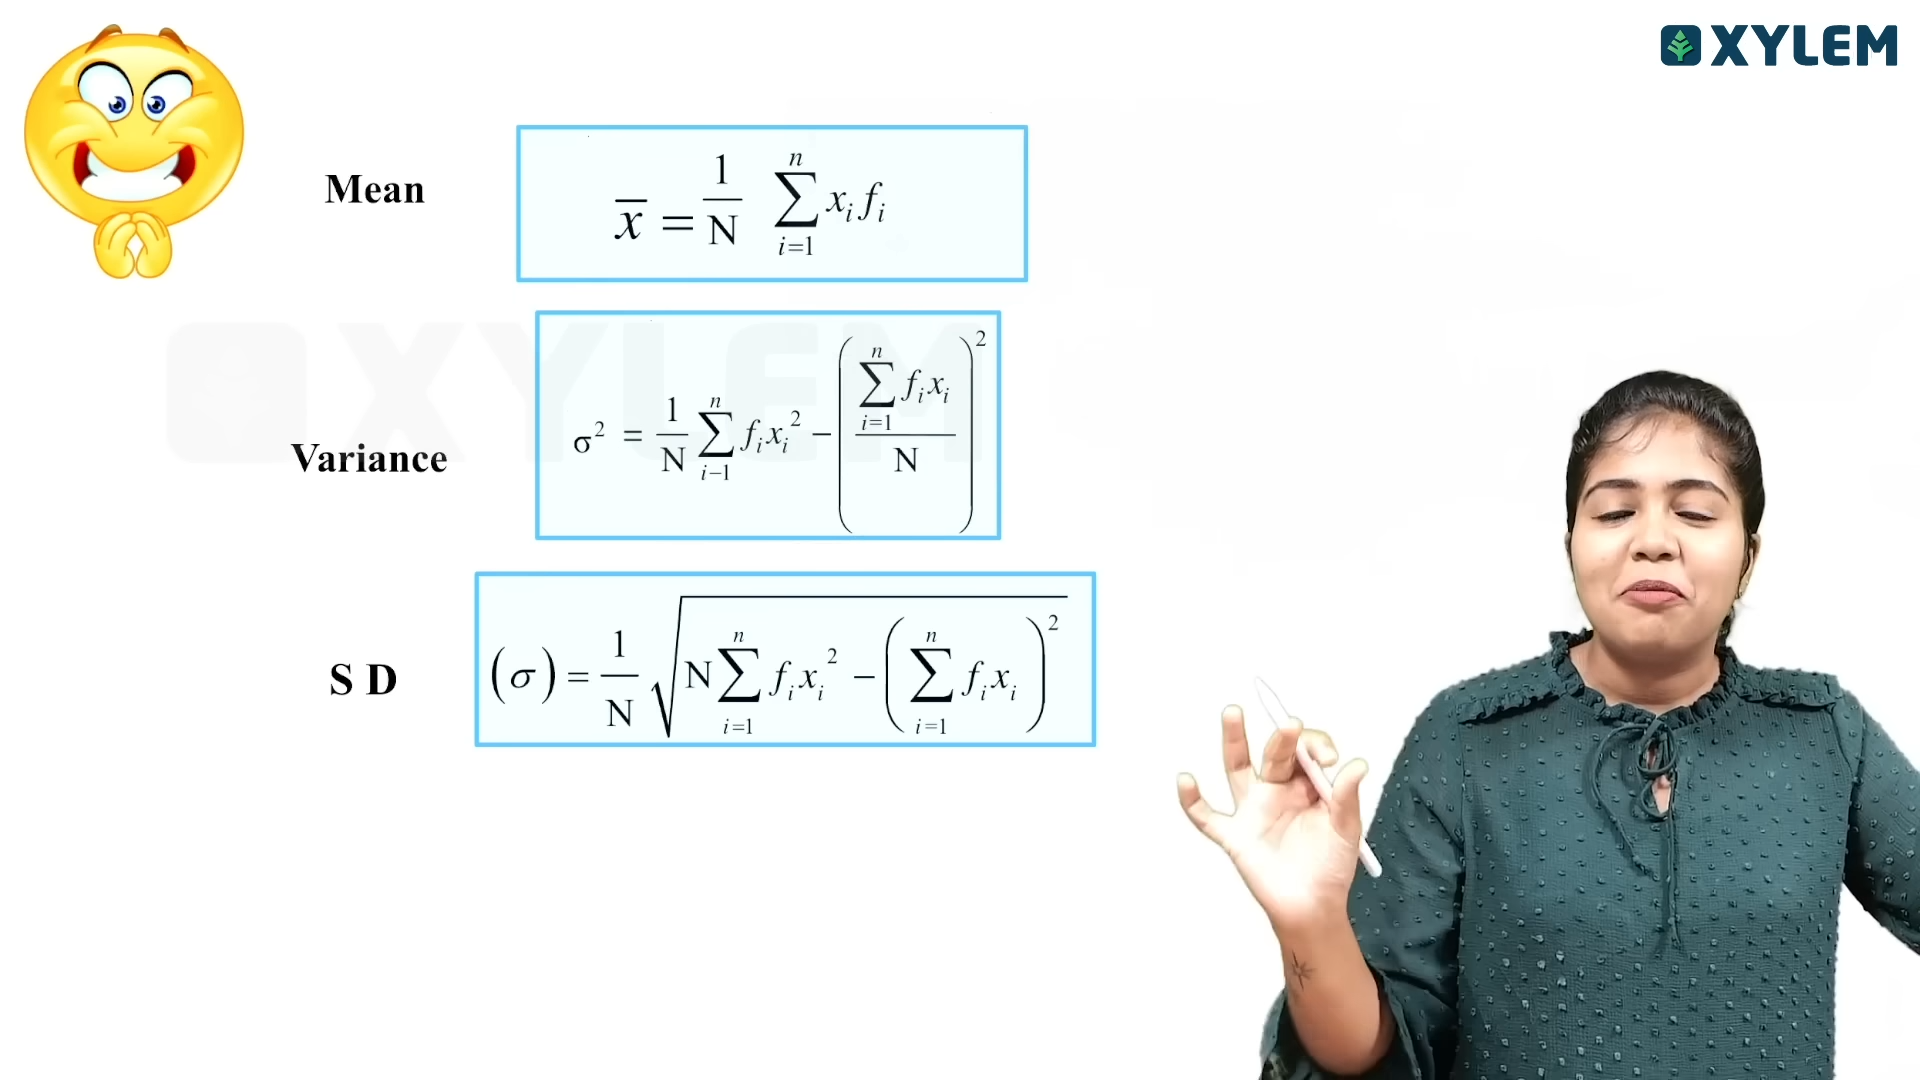 XYLEM
Mean
x̄ = 1/N ∑_{i=1}^{n} x_i f_i
XYLEM
Variance
σ² = 1/N ∑_{i−1}^{n} f_i x_i² − (∑_{i=1}^{n} f_i x_i / N)²
S D
(σ) = 1/N √(N ∑_{i=1}^{n} f_i x_i² − (∑_{i=1}^{n} f_i x_i)²)